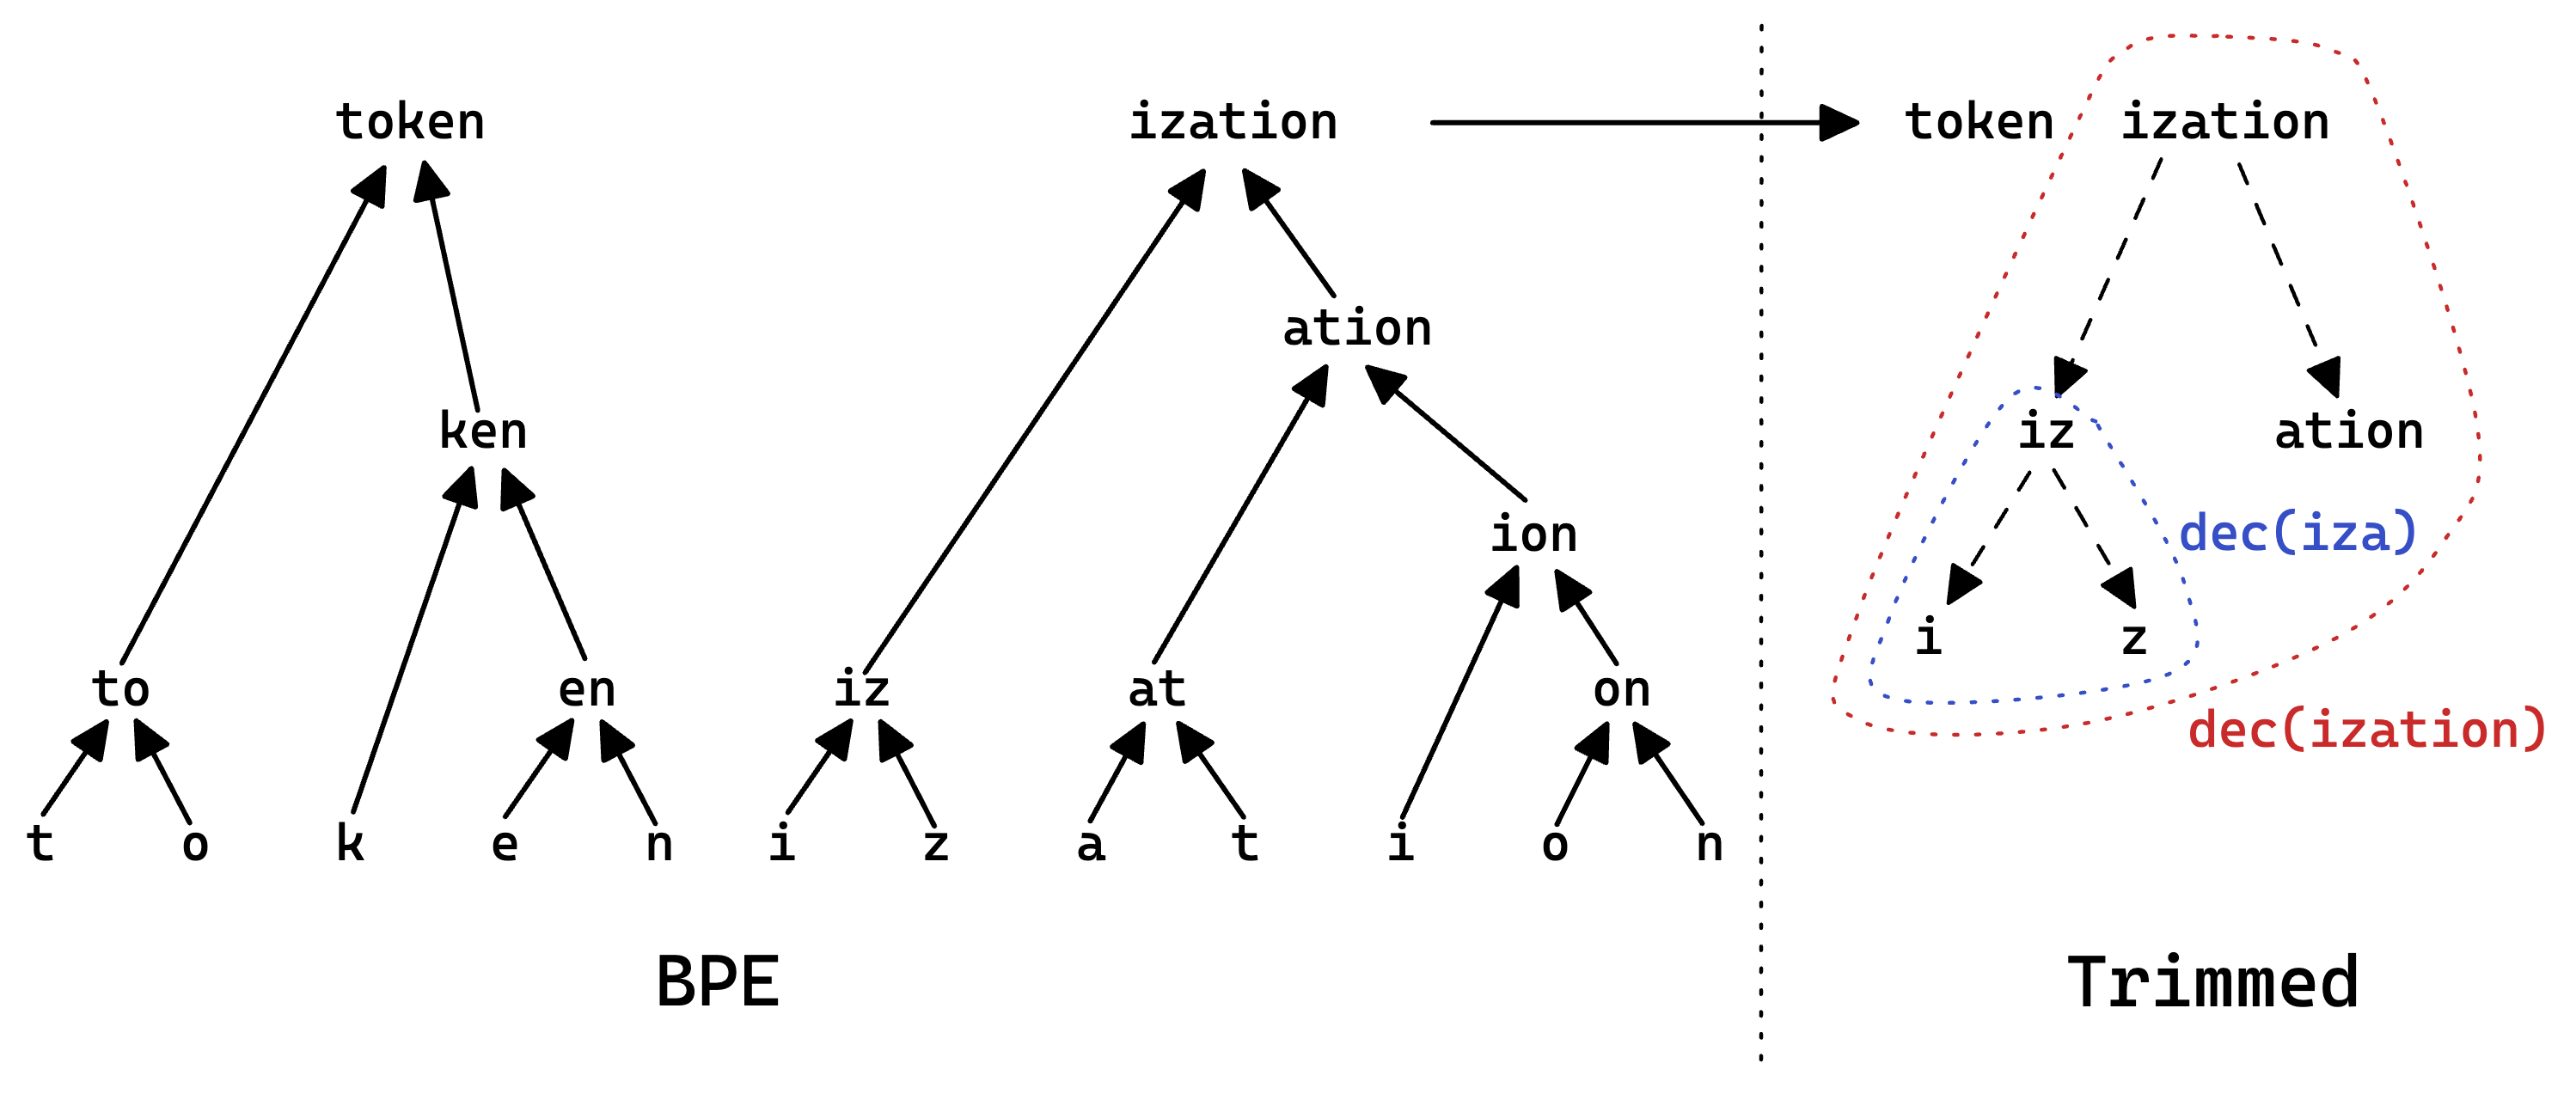 token ization token ization
ation
ken iz ation
ion dec(iza)
i z
to en iz at on
dec(ization)
t o k e n i z a t i o n
BPE Trimmed